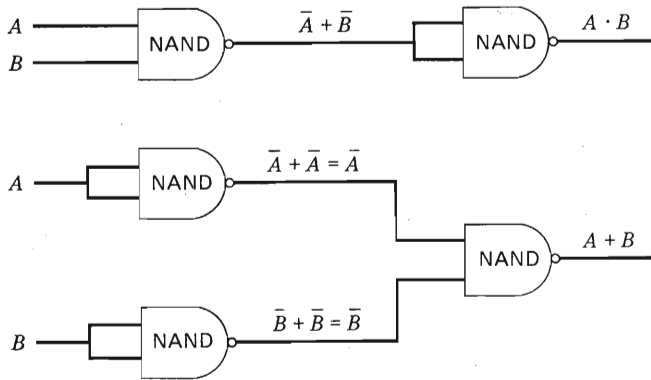 A
B
NAND
A̅ + B̅
NAND
A · B
A
NAND
A̅ + A̅ = A̅
NAND
A + B
B
NAND
B̅ + B̅ = B̅